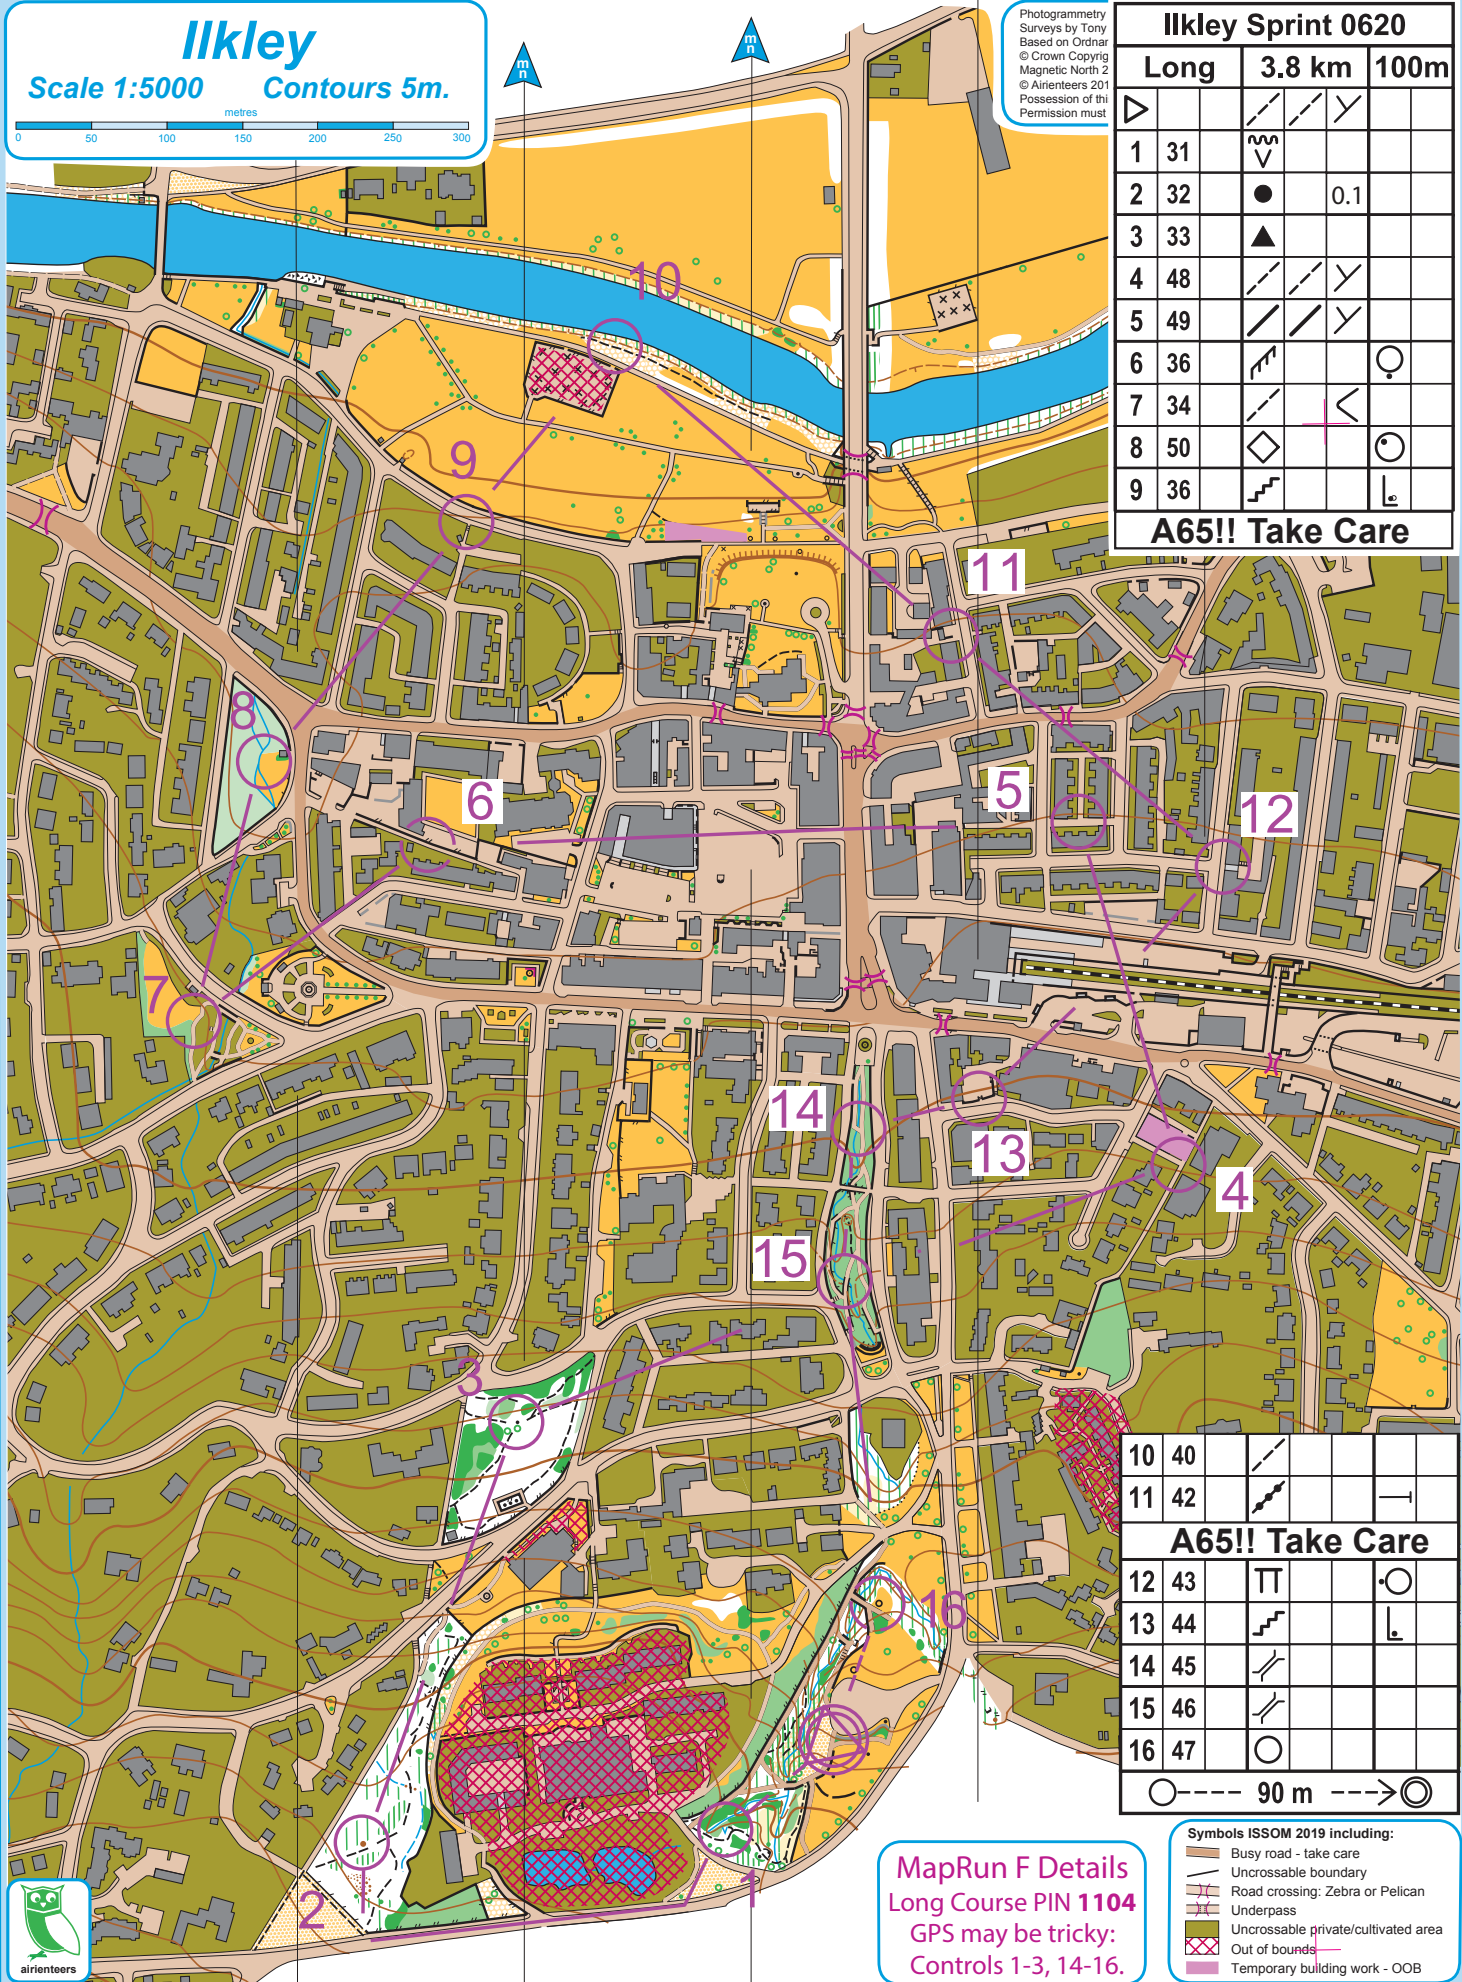 Ilkley
Scale 1:5000 Contours 5m.
metres
0 50 100 150 200 250 300
m
n
m
n
Photogrammetry
Surveys by Tony
Based on Ordnan
© Crown Copyrig
Magnetic North 2
© Airienteers 201
Possession of thi
Permission must
Ilkley Sprint 0620
Long 3.8 km 100m
1 31
2 32 0.1
3 33
4 48
5 49
6 36
7 34
8 50
9 36
A65!! Take Care
10
9
11
8
6
5
12
7
14
13
4
15
3
16
1
2
10 40
11 42
A65!! Take Care
12 43
13 44
14 45
15 46
16 47
90 m
MapRun F Details
Long Course PIN 1104
GPS may be tricky:
Controls 1-3, 14-16.
Symbols ISSOM 2019 including:
Busy road - take care
Uncrossable boundary
Road crossing: Zebra or Pelican
Underpass
Uncrossable private/cultivated area
Out of bounds
Temporary building work - OOB
airienteers